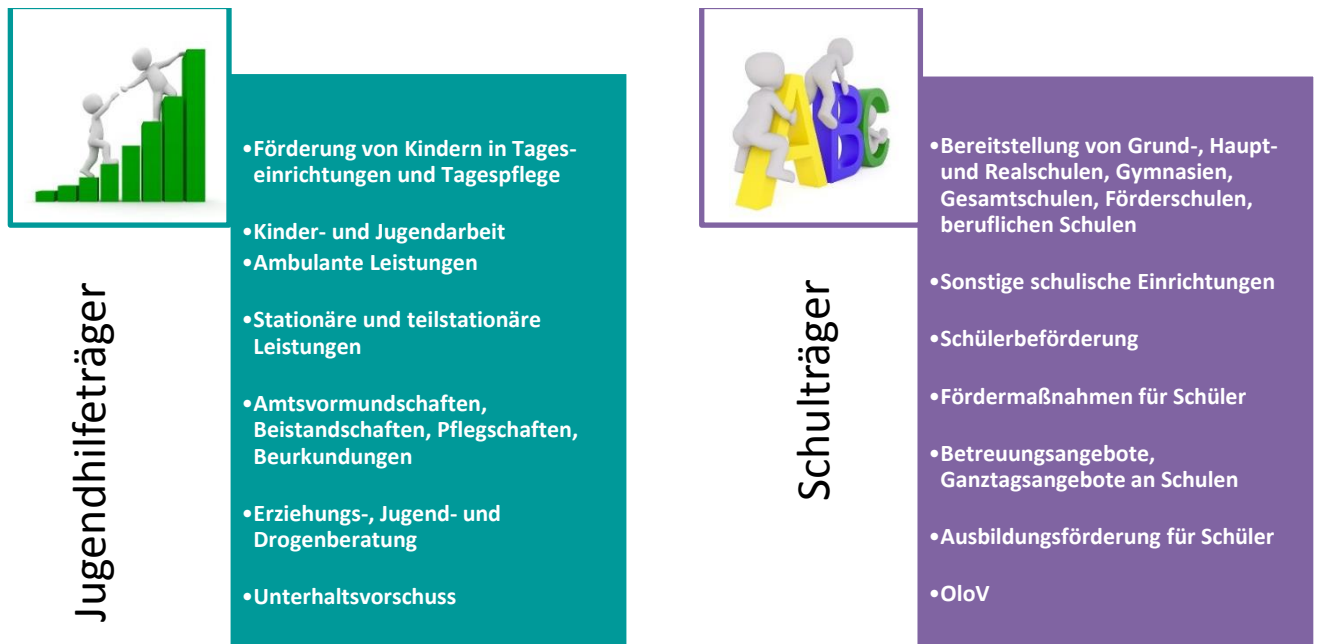 Jugendhilfeträger
•Förderung von Kindern in Tages-
einrichtungen und Tagespflege
•Kinder- und Jugendarbeit
•Ambulante Leistungen
•Stationäre und teilstationäre
Leistungen
•Amtsvormundschaften,
Beistandschaften, Pflegschaften,
Beurkundungen
•Erziehungs-, Jugend- und
Drogenberatung
•Unterhaltsvorschuss
ABC
Schulträger
•Bereitstellung von Grund-, Haupt-
und Realschulen, Gymnasien,
Gesamtschulen, Förderschulen,
beruflichen Schulen
•Sonstige schulische Einrichtungen
•Schülerbeförderung
•Fördermaßnahmen für Schüler
•Betreuungsangebote,
Ganztagsangebote an Schulen
•Ausbildungsförderung für Schüler
•OloV